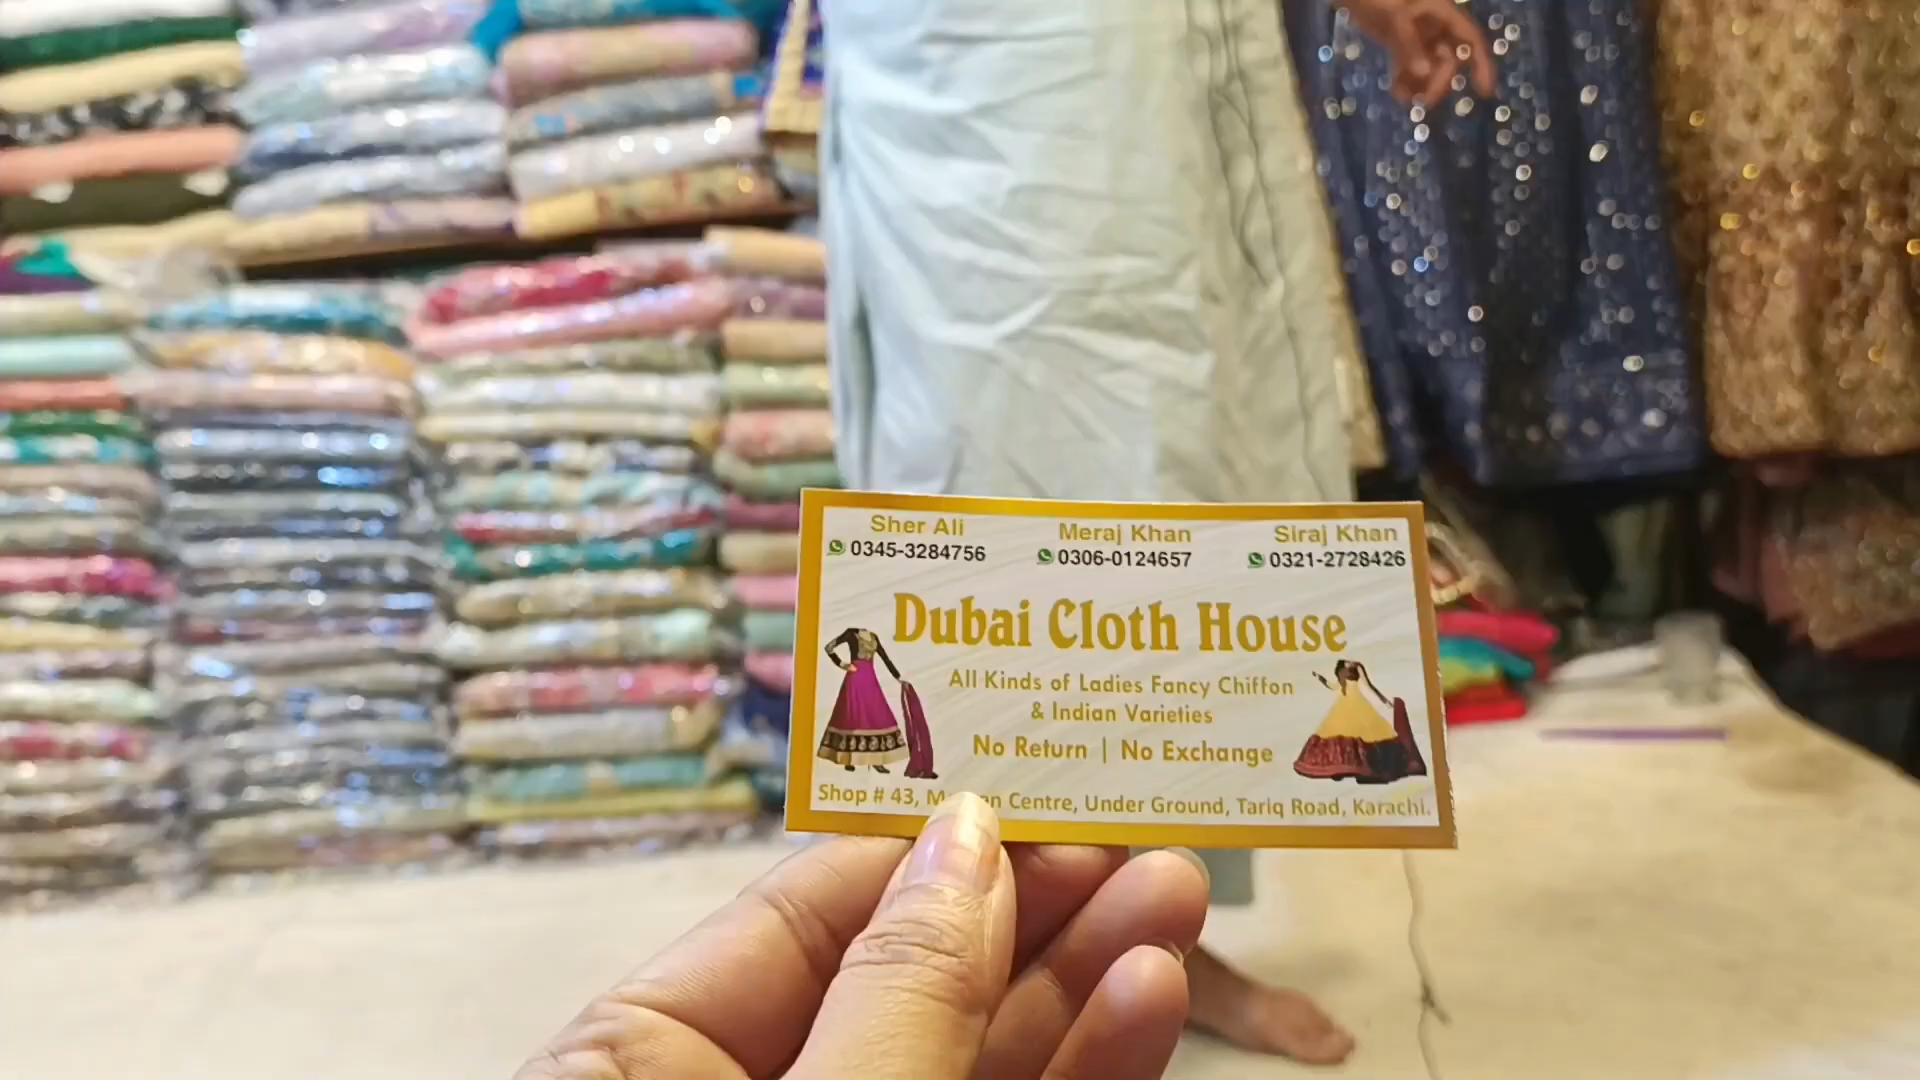 Sher Ali Meraj Khan Siraj Khan
0345-3284756 0306-0124657 0321-2728426
Dubai Cloth House
All Kinds of Ladies Fancy Chiffon
& Indian Varieties
No Return | No Exchange
Shop # 43, Centre, Under Ground, Tariq Road, Karachi.